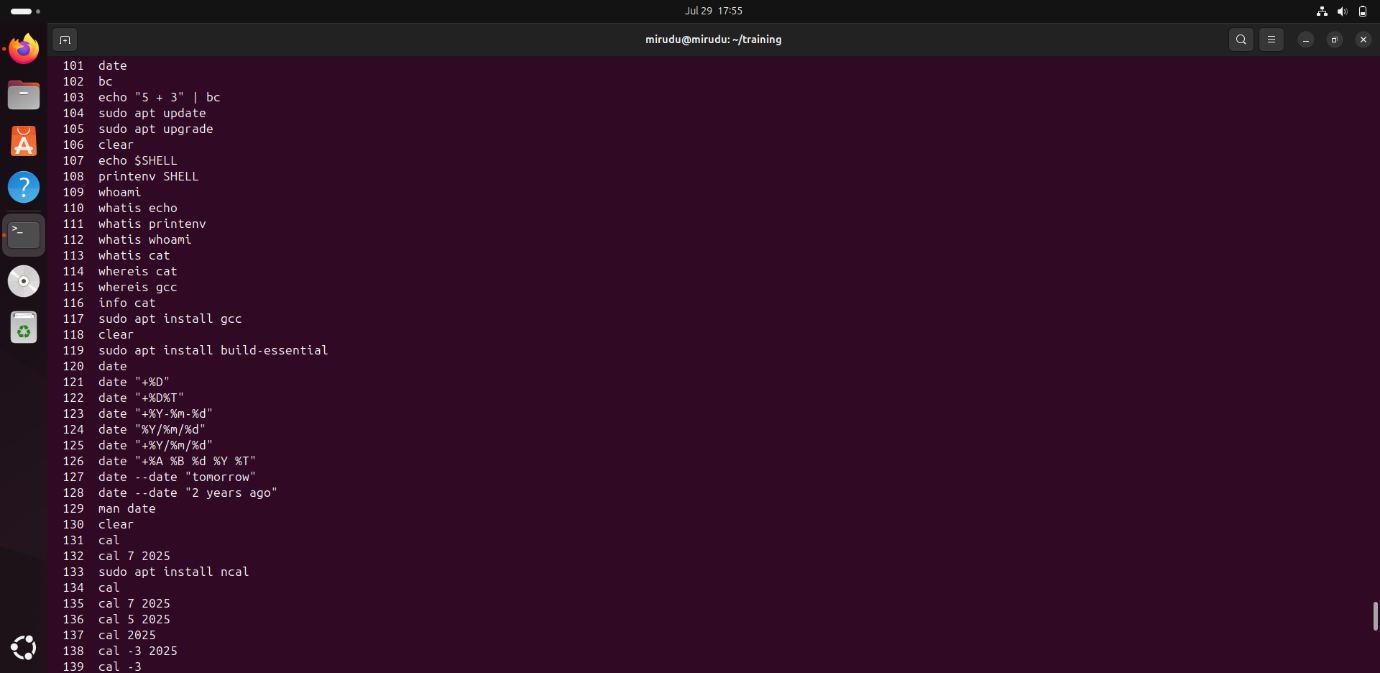 Jul 29 17:55
mirudu@mirudu: ~/training
101 date
102 bc
103 echo "5 + 3" | bc
104 sudo apt update
105 sudo apt upgrade
106 clear
107 echo $SHELL
108 printenv SHELL
109 whoami
110 whatis echo
111 whatis printenv
112 whatis whoami
113 whatis cat
114 whereis cat
115 whereis gcc
116 info cat
117 sudo apt install gcc
118 clear
119 sudo apt install build-essential
120 date
121 date "+%D"
122 date "+%D%T"
123 date "+%Y-%m-%d"
124 date "%Y/%m/%d"
125 date "+%Y/%m/%d"
126 date "+%A %B %d %Y %T"
127 date --date "tomorrow"
128 date --date "2 years ago"
129 man date
130 clear
131 cal
132 cal 7 2025
133 sudo apt install ncal
134 cal
135 cal 7 2025
136 cal 5 2025
137 cal 2025
138 cal -3 2025
139 cal -3